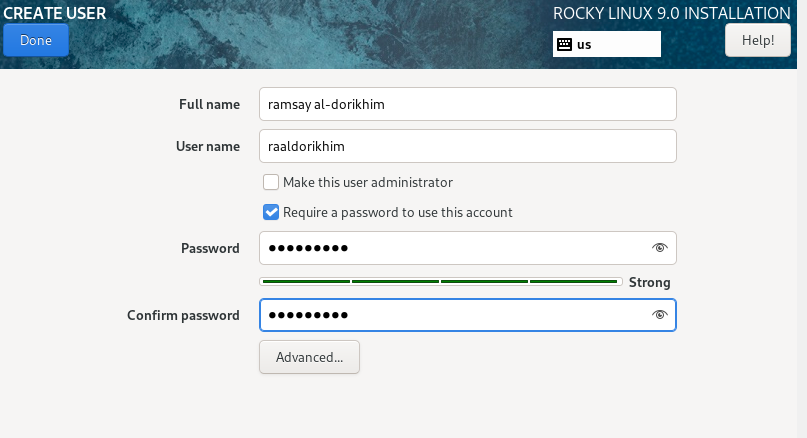 CREATE USER
ROCKY LINUX 9.0 INSTALLATION
Done
us
Help!
Full name
ramsay al-dorikhim
User name
raaldorikhim
Make this user administrator
Require a password to use this account
Password
●●●●●●●●●
Strong
Confirm password
●●●●●●●●●
Advanced...